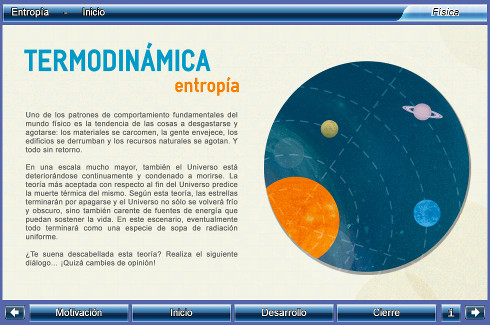 Entropía - Inicio
Física
TERMODINÁMICA
entropía
Uno de los patrones de comportamiento fundamentales del
mundo físico es la tendencia de las cosas a desgastarse y
agotarse: los materiales se carcomen, la gente envejece, los
edificios se derrumban y los recursos naturales se agotan. Y
todo sin retorno.
En una escala mucho mayor, también el Universo está
deteriorándose continuamente y condenado a morirse. La
teoría más aceptada con respecto al fin del Universo predice
la muerte térmica del mismo. Según esta teoría, las estrellas
terminarán por apagarse y el Universo no sólo se volverá frío
y obscuro, sino también carente de fuentes de energía que
puedan sostener la vida. En este escenario, eventualmente
todo terminará como una especie de sopa de radiación
uniforme.
¿Te suena descabellada esta teoría? Realiza el siguiente
diálogo... ¡Quizá cambies de opinión!
Motivación
Inicio
Desarrollo
Cierre
i